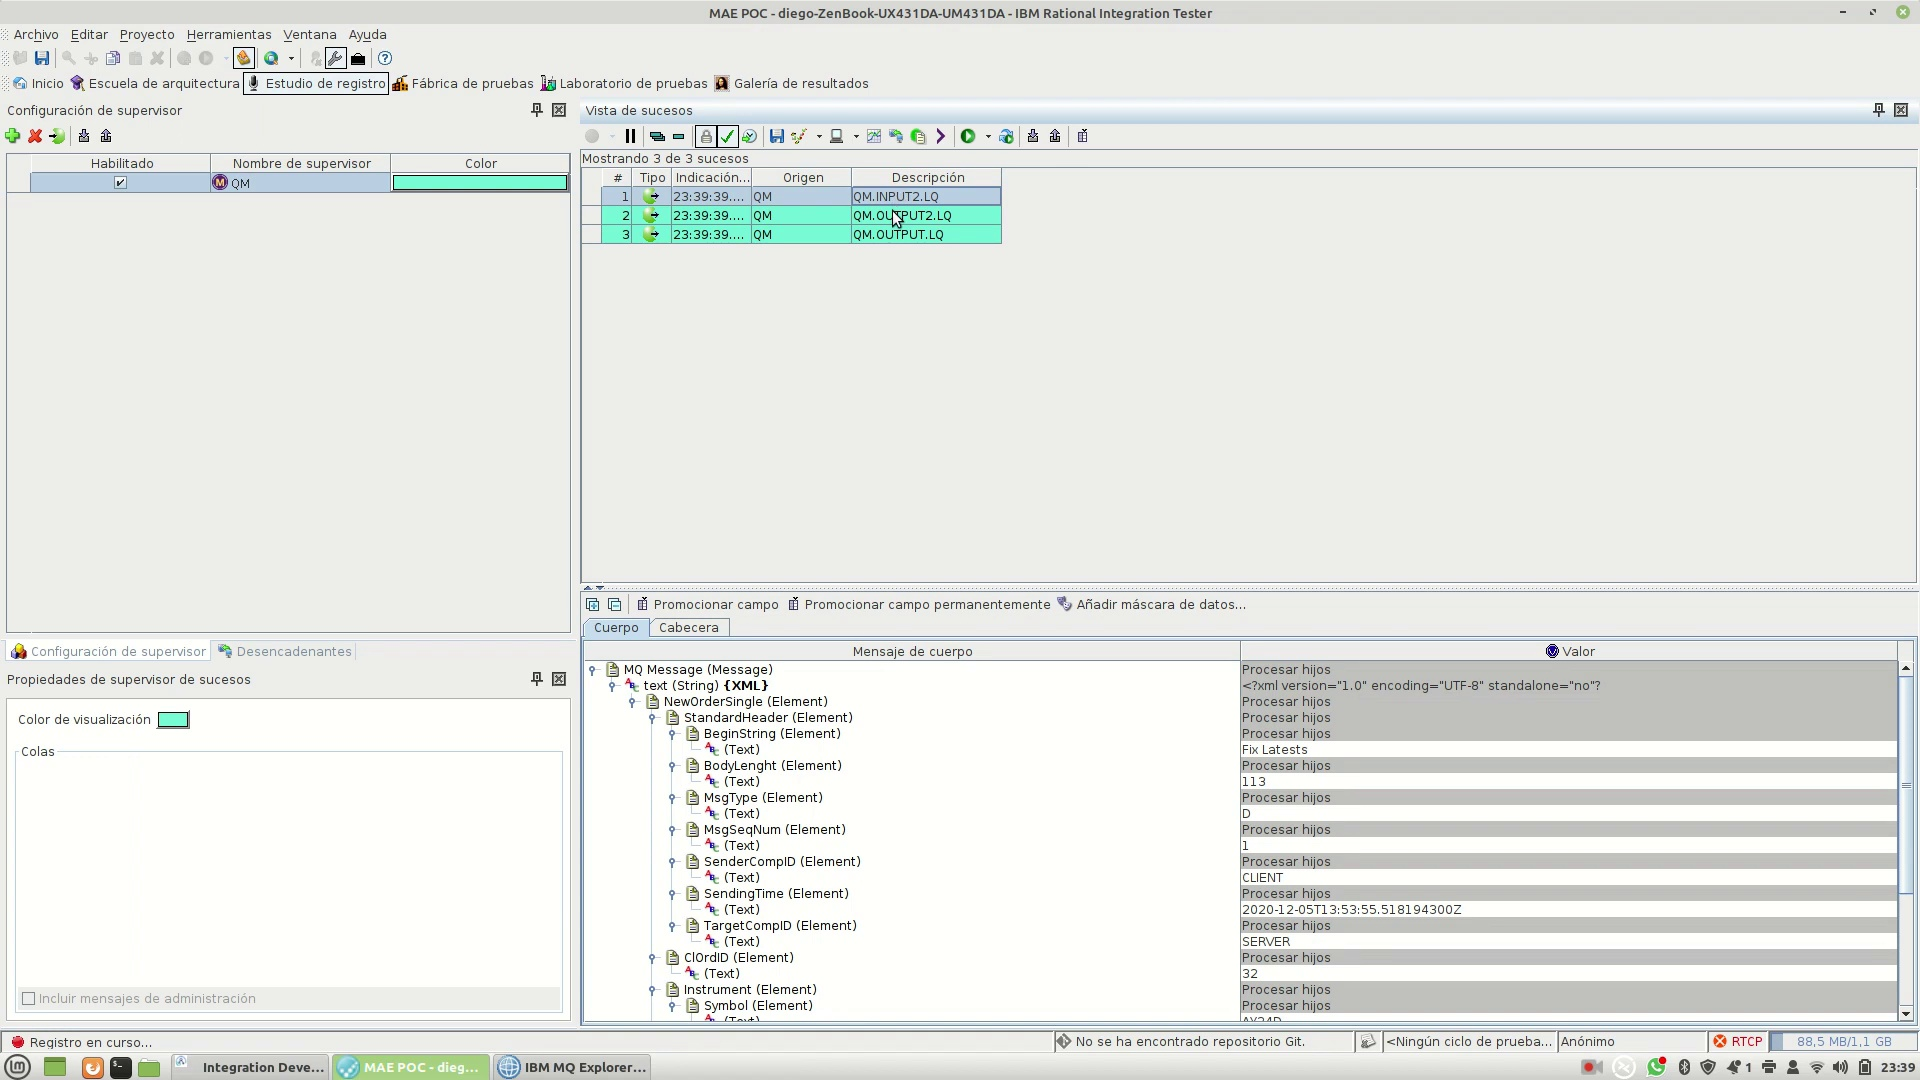 MAE POC - diego-ZenBook-UX431DA-UM431DA - IBM Rational Integration Tester
Archivo Editar Proyecto Herramientas Ventana Ayuda
Inicio Escuela de arquitectura Estudio de registro Fábrica de pruebas Laboratorio de pruebas Galería de resultados
Configuración de supervisor
Habilitado Nombre de supervisor Color
QM
Configuración de supervisor Desencadenantes
Propiedades de supervisor de sucesos
Color de visualización
Colas
Incluir mensajes de administración
Vista de sucesos
Mostrando 3 de 3 sucesos
# Tipo Indicación... Origen Descripción
1 23:39:39.... QM QM.INPUT2.LQ
2 23:39:39.... QM QM.OUTPUT2.LQ
3 23:39:39.... QM QM.OUTPUT.LQ
Promocionar campo Promocionar campo permanentemente Añadir máscara de datos...
Cuerpo Cabecera
Mensaje de cuerpo Valor
MQ Message (Message) Procesar hijos
text (String) {XML} <?xml version="1.0" encoding="UTF-8" standalone="no"?
NewOrderSingle (Element) Procesar hijos
StandardHeader (Element) Procesar hijos
BeginString (Element) Procesar hijos
(Text) Fix Latests
BodyLenght (Element) Procesar hijos
(Text) 113
MsgType (Element) Procesar hijos
(Text) D
MsgSeqNum (Element) Procesar hijos
(Text) 1
SenderCompID (Element) Procesar hijos
(Text) CLIENT
SendingTime (Element) Procesar hijos
(Text) 2020-12-05T13:53:55.518194300Z
TargetCompID (Element) Procesar hijos
(Text) SERVER
ClOrdID (Element) Procesar hijos
(Text) 32
Instrument (Element) Procesar hijos
Symbol (Element) Procesar hijos
(Text)
Registro en curso... No se ha encontrado repositorio Git. <Ningún ciclo de prueba... Anónimo RTCP 88,5 MB/1,1 GB
Integration Deve... MAE POC - dieg... IBM MQ Explorer... 1 23:39